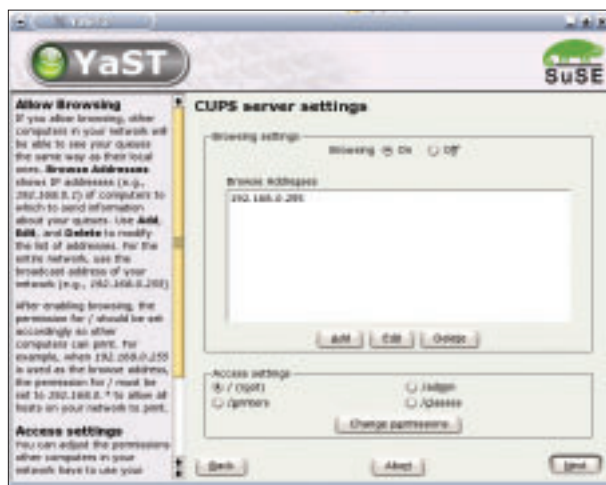 YaST
SuSE
Allow Browsing
If you allow browsing, other
computers in your network will
be able to see your queues
the same way as their local
ones. Browse Addresses
shows IP addresses (e.g.,
192.168.0.1) of computers to
which to send information
about your queues. Use Add,
Edit, and Delete to modify
the list of addresses. For the
entire network, use the
broadcast address of your
network (e.g., 192.168.0.255)
After enabling browsing, the
permission for / should be set
accordingly so other
computers can print. For
example, when 192.168.0.255
is used as the browse address,
the permission for / must be
set to 192.168.0.* to allow all
hosts on your network to print.
Access settings
You can adjust the permissions
other computers in your
network have to use your
CUPS server settings
Browsing settings
Browsing On Off
Browse Addresses
192.168.0.255
Add Edit Delete
Access settings
/ (root) /admin
/printers /classes
Change permissions
Back Abort Next